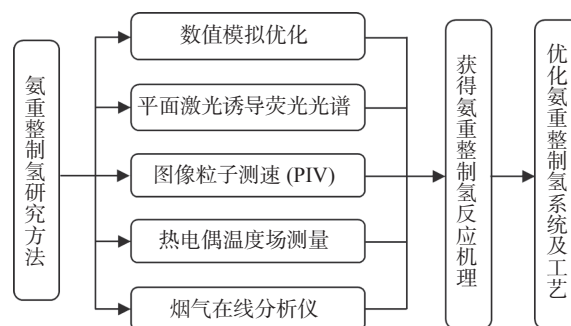 氨重整制氢研究方法
数值模拟优化
平面激光诱导荧光光谱
图像粒子测速 (PIV)
热电偶温度场测量
烟气在线分析仪
获得氨重整制氢反应机理
优化氨重整制氢系统及工艺